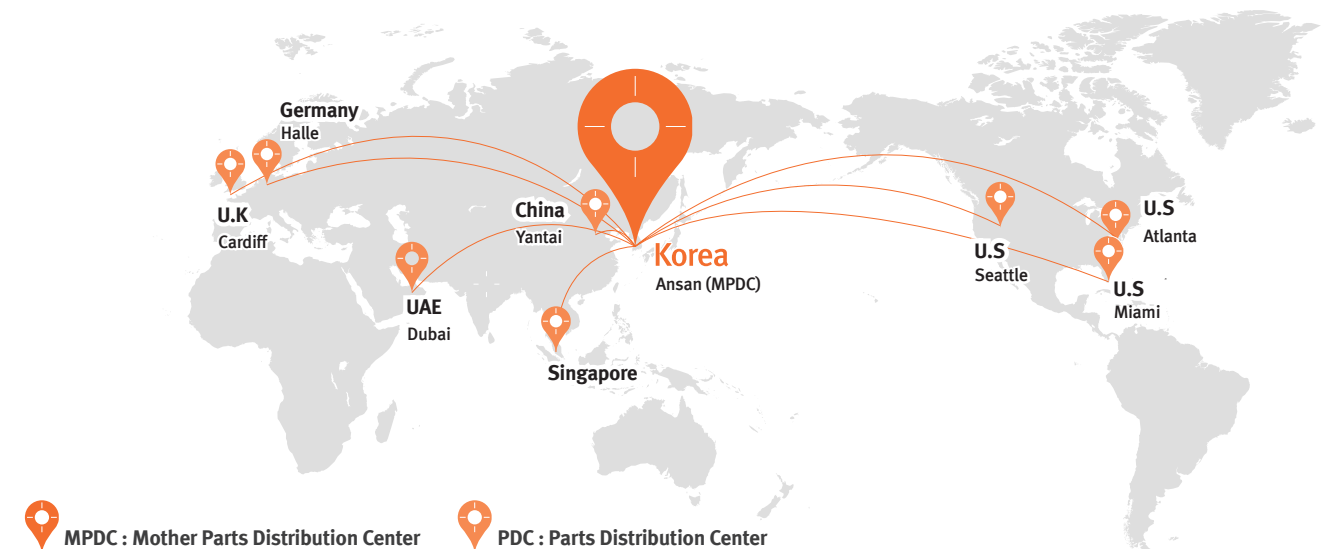 Germany
Halle
U.K
Cardiff
China
Yantai
Korea
Ansan (MPDC)
UAE
Dubai
Singapore
U.S
Seattle
U.S
Atlanta
U.S
Miami
MPDC : Mother Parts Distribution Center
PDC : Parts Distribution Center